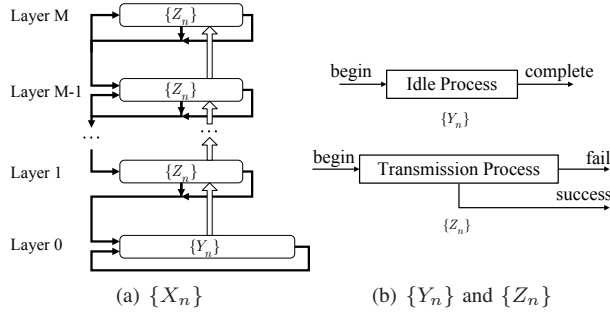 Layer M
{Z_n}
Layer M-1
{Z_n}
...
...
Layer 1
{Z_n}
Layer 0
{Y_n}
(a) {X_n}
begin
Idle Process
complete
{Y_n}
begin
Transmission Process
fail
success
{Z_n}
(b) {Y_n} and {Z_n}